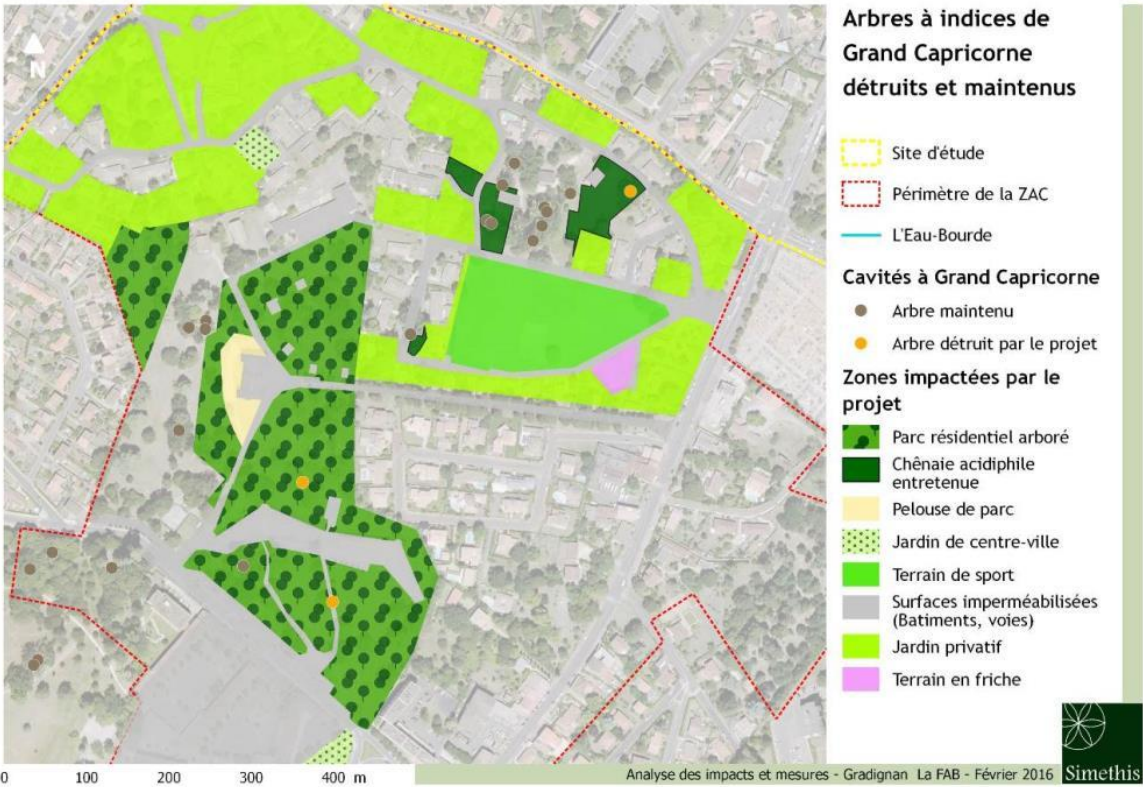 Arbres à indices de
Grand Capricorne
détruits et maintenus
N
Site d'étude
Périmètre de la ZAC
L'Eau-Bourde
Cavités à Grand Capricorne
Arbre maintenu
Arbre détruit par le projet
Zones impactées par le
projet
Parc résidentiel arboré
Chênaie acidiphile
entretenue
Pelouse de parc
Jardin de centre-ville
Terrain de sport
Surfaces imperméabilisées
(Batiments, voies)
Jardin privatif
Terrain en friche
0 100 200 300 400 m
Analyse des impacts et mesures - Gradignan La FAB - Février 2016
Simethis